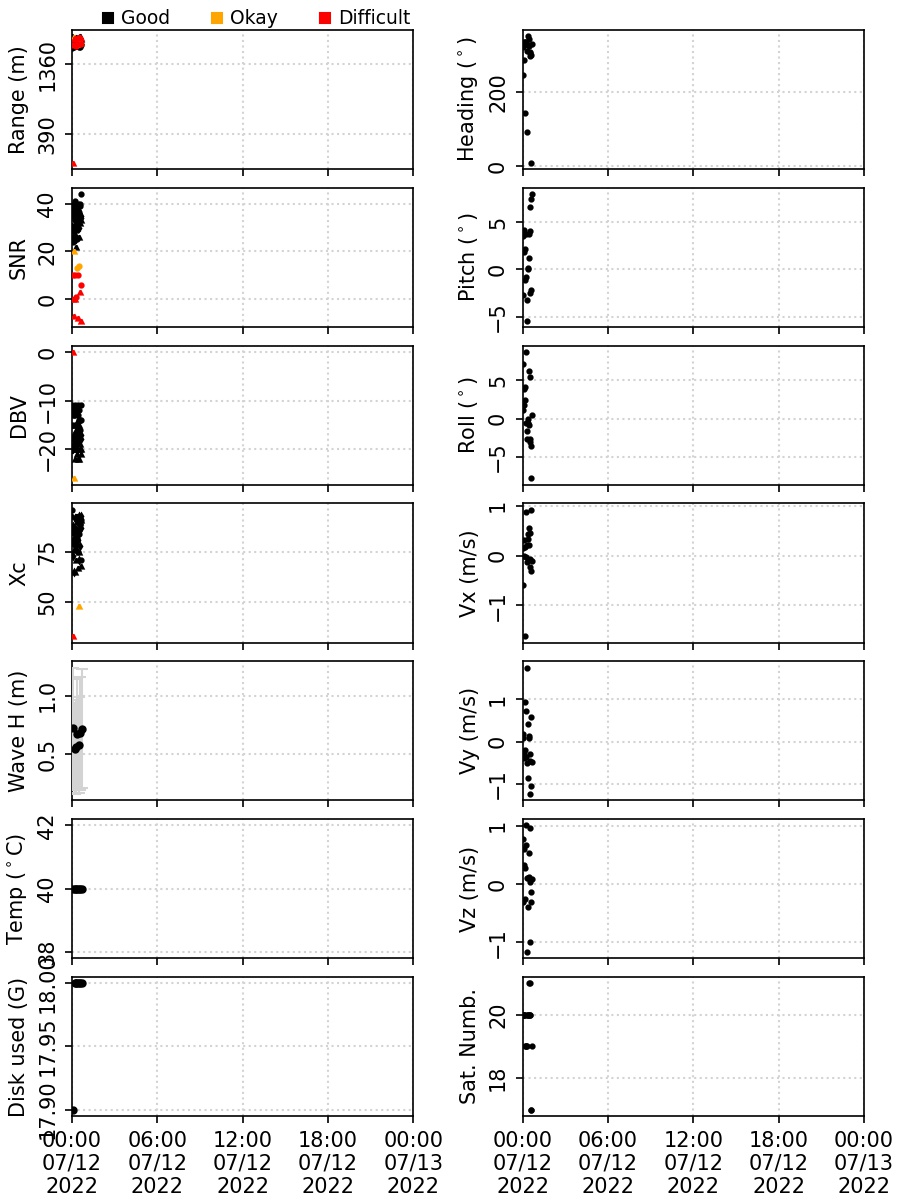 Good Okay Difficult
Range (m) 1360 390
Heading (°) 200 0
SNR 40 20 0
Pitch (°) 5 0 −5
DBV 0 −10 −20
Roll (°) 5 0 −5
Xc 75 50
Vx (m/s) 1 0 −1
Wave H (m) 1.0 0.5
Vy (m/s) 1 0 −1
Temp (°C) 42 40 38
Vz (m/s) 1 0 −1
Disk used (G) 18.00 17.95 17.90
Sat. Numb. 20 18
00:00 06:00 12:00 18:00 00:00 00:00 06:00 12:00 18:00 00:00
07/12 07/12 07/12 07/12 07/13 07/12 07/12 07/12 07/12 07/13
2022 2022 2022 2022 2022 2022 2022 2022 2022 2022